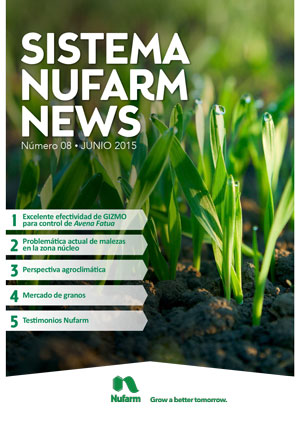 SISTEMA
NUFARM
NEWS
Número 08 • JUNIO 2015
1 Excelente efectividad de GIZMO
para control de Avena Fatua
2 Problemática actual de malezas
en la zona núcleo
3 Perspectiva agroclimática
4 Mercado de granos
5 Testimonios Nufarm
Nufarm
Grow a better tomorrow.